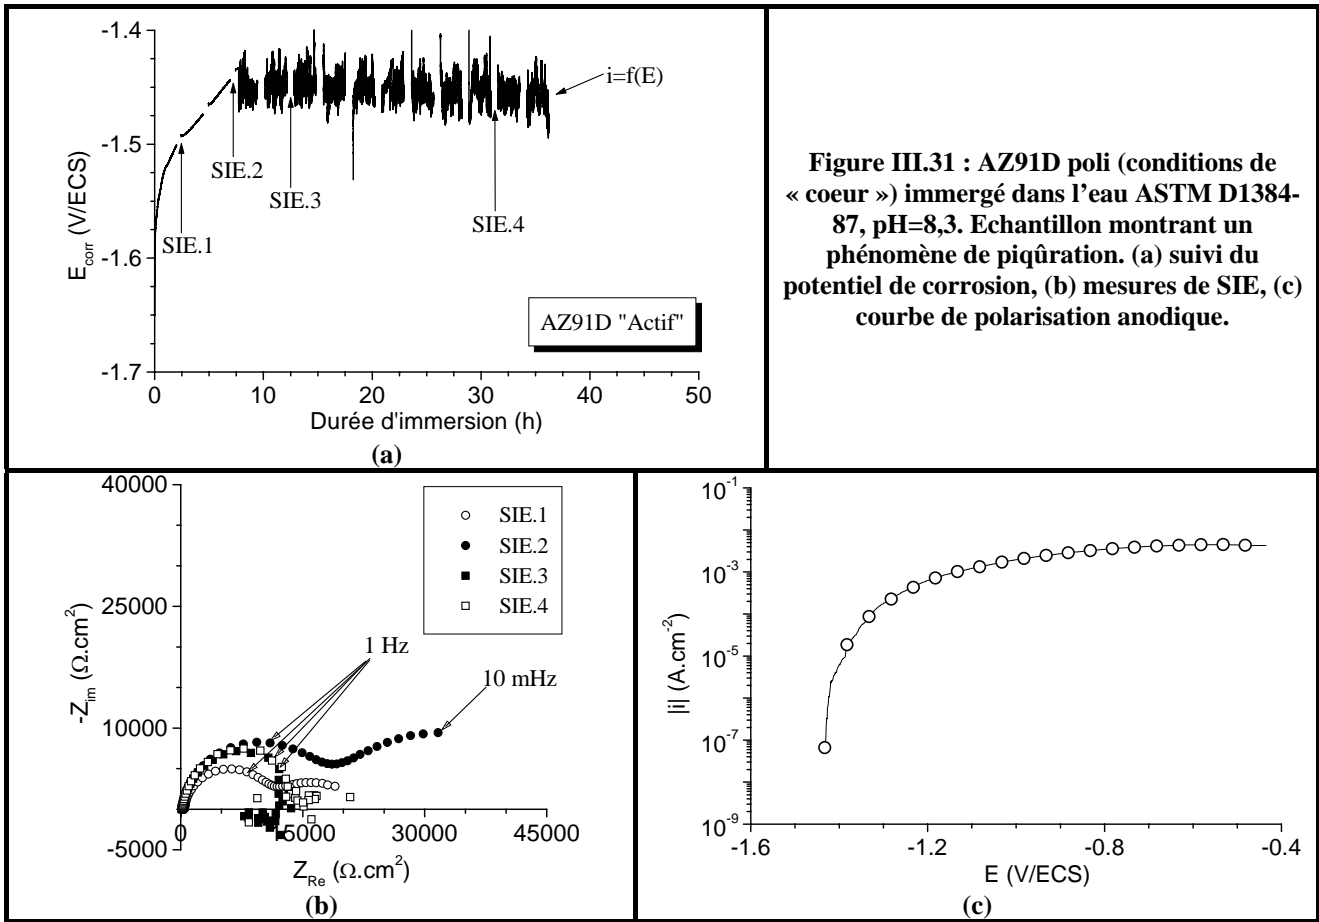 -1.4
-1.5
-1.6
-1.7
E_corr (V/ECS)
i=f(E)
SIE.1
SIE.2
SIE.3
SIE.4
AZ91D "Actif"
0 10 20 30 40 50
Durée d'immersion (h)
(a)
Figure III.31 : AZ91D poli (conditions de
« coeur ») immergé dans l'eau ASTM D1384-
87, pH=8,3. Echantillon montrant un
phénomène de piqûration. (a) suivi du
potentiel de corrosion, (b) mesures de SIE, (c)
courbe de polarisation anodique.
40000
25000
10000
-5000
-Z_im (Ω.cm²)
SIE.1
SIE.2
SIE.3
SIE.4
1 Hz
10 mHz
0 15000 30000 45000
Z_Re (Ω.cm²)
(b)
10^-1
10^-3
10^-5
10^-7
10^-9
|i| (A.cm^-2)
-1.6 -1.2 -0.8 -0.4
E (V/ECS)
(c)